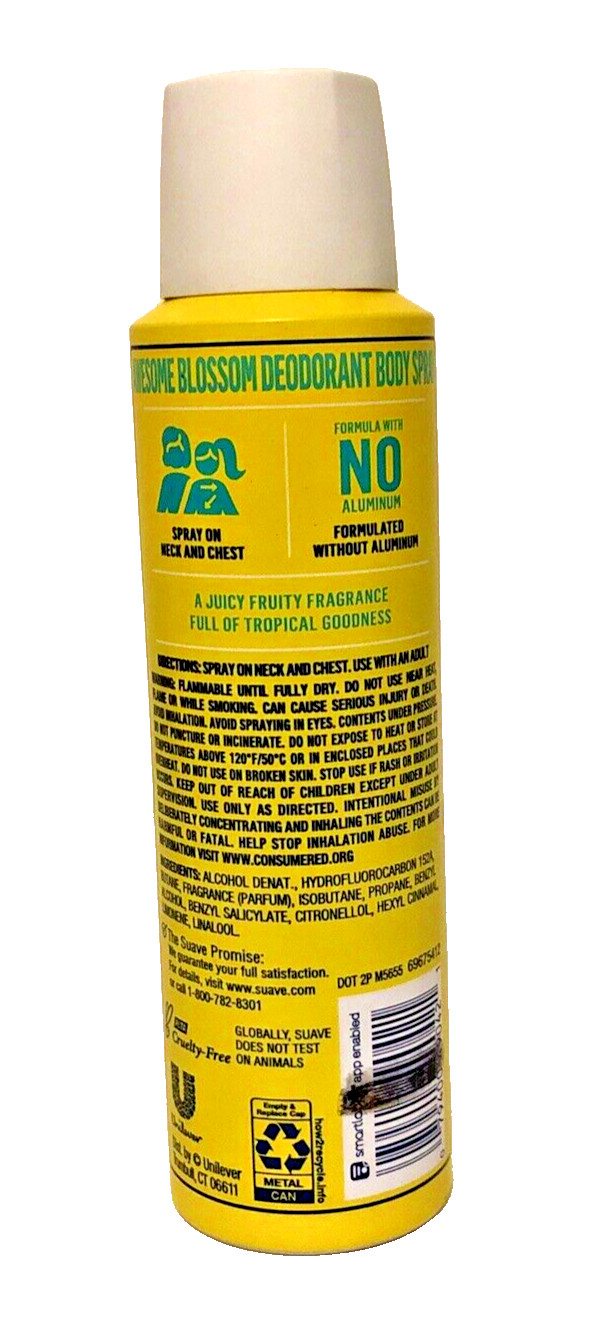 AWESOME BLOSSOM DEODORANT BODY SPRAY
SPRAY ON
NECK AND CHEST
FORMULA WITH
NO
ALUMINUM
FORMULATED
WITHOUT ALUMINUM
A JUICY FRUITY FRAGRANCE
FULL OF TROPICAL GOODNESS
DIRECTIONS: SPRAY ON NECK AND CHEST. USE WITH AN ADULT
WARNING: FLAMMABLE UNTIL FULLY DRY. DO NOT USE NEAR HEAT,
FLAME OR WHILE SMOKING. CAN CAUSE SERIOUS INJURY OR DEATH.
AVOID INHALATION. AVOID SPRAYING IN EYES. CONTENTS UNDER PRESSURE.
DO NOT PUNCTURE OR INCINERATE. DO NOT EXPOSE TO HEAT OR STORE AT
TEMPERATURES ABOVE 120°F/50°C OR IN ENCLOSED PLACES THAT COULD
OVERHEAT. DO NOT USE ON BROKEN SKIN. STOP USE IF RASH OR IRRITATION
OCCURS. KEEP OUT OF REACH OF CHILDREN EXCEPT UNDER ADULT
SUPERVISION. USE ONLY AS DIRECTED. INTENTIONAL MISUSE BY
DELIBERATELY CONCENTRATING AND INHALING THE CONTENTS CAN BE
HARMFUL OR FATAL. HELP STOP INHALATION ABUSE. FOR MORE
INFORMATION VISIT WWW.CONSUMERED.ORG
INGREDIENTS: ALCOHOL DENAT., HYDROFLUOROCARBON 152A,
BUTANE, FRAGRANCE (PARFUM), ISOBUTANE, PROPANE, BENZYL
ALCOHOL, BENZYL SALICYLATE, CITRONELLOL, HEXYL CINNAMAL,
LIMONENE, LINALOOL.
The Suave Promise:
We guarantee your full satisfaction.
For details, visit www.suave.com
or call 1-800-782-8301
DOT 2P M5655 69675412
PETA
Cruelty-Free
GLOBALLY, SUAVE
DOES NOT TEST
ON ANIMALS
Unilever
Dist. by © Unilever
Trumbull, CT 06611
Empty &
Replace Cap
METAL
CAN
how2recycle.info
app enabled